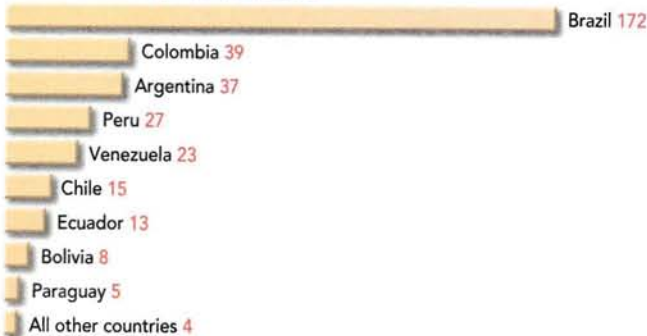 Brazil 172
Colombia 39
Argentina 37
Peru 27
Venezuela 23
Chile 15
Ecuador 13
Bolivia 8
Paraguay 5
All other countries 4